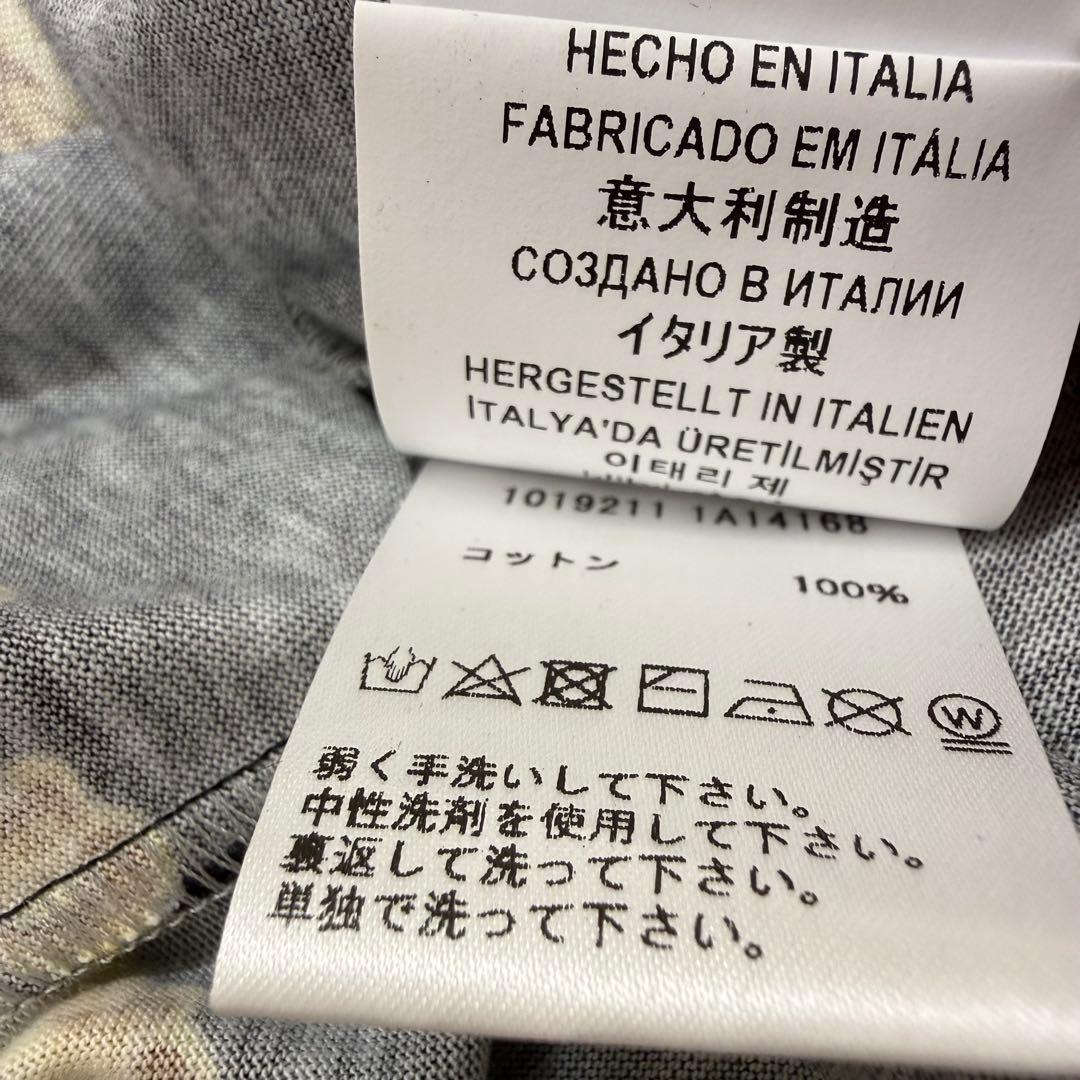 HECHO EN ITALIA
FABRICADO EM ITÁLIA
意大利制造
СОЗДАНО В ИТАЛИИ
イタリア製
HERGESTELLT IN ITALIEN
İTALYA'DA ÜRETİLMİŞTİR
이태리 제
1019211 1A14168
コットン 100%
W
弱く手洗いして下さい。
中性洗剤を使用して下さい。
裏返して洗って下さい。
単独で洗って下さい。